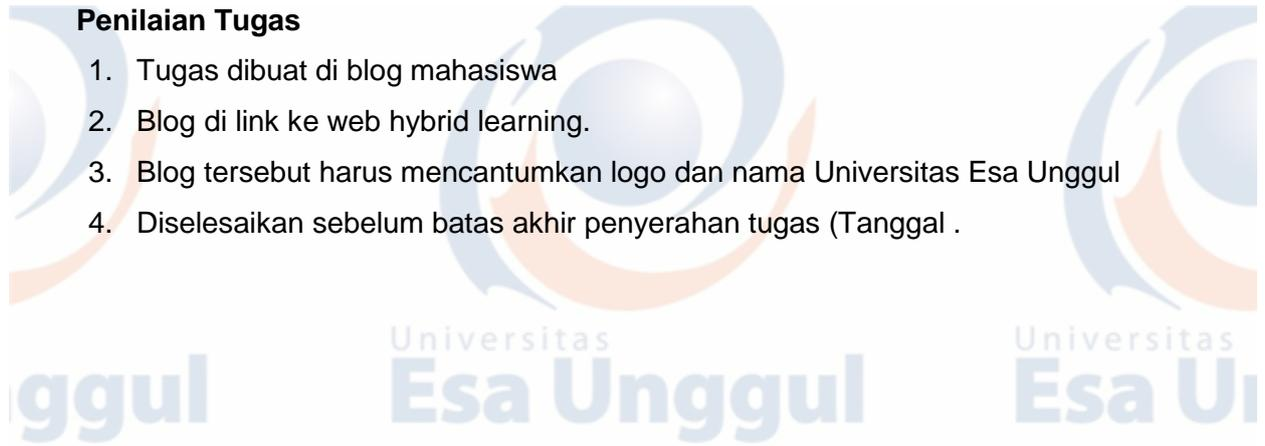 Penilaian Tugas
1. Tugas dibuat di blog mahasiswa
2. Blog di link ke web hybrid learning.
3. Blog tersebut harus mencantumkan logo dan nama Universitas Esa Unggul
4. Diselesaikan sebelum batas akhir penyerahan tugas (Tanggal .
Universitas Universitas
ggul Esa Unggul Esa U